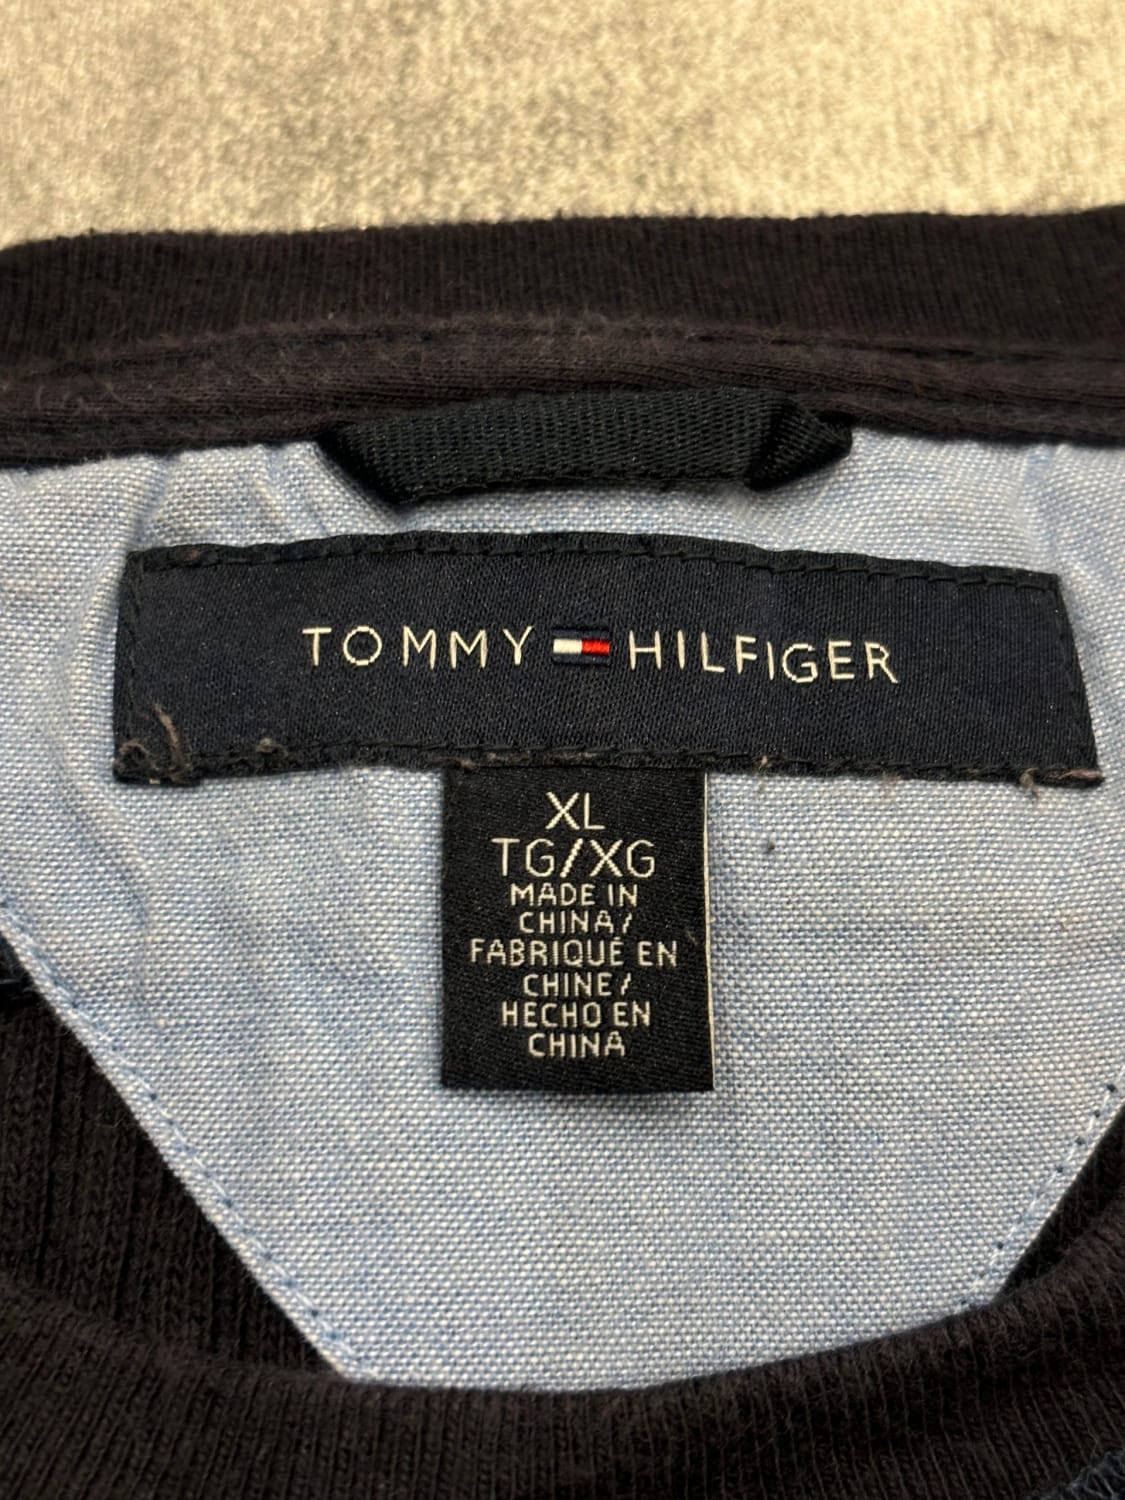 TOMMY HILFIGER
XL
TG/XG
MADE IN
CHINA/
FABRIQUÉ EN
CHINE/
HECHO EN
CHINA